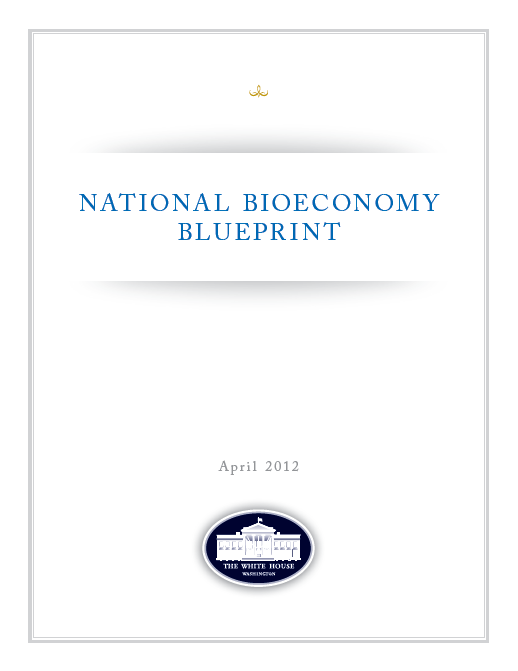 NATIONAL BIOECONOMY
BLUEPRINT
April 2012
THE WHITE HOUSE
WASHINGTON